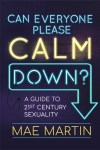 CAN EVERYONE
PLEASE
CALM
DOWN?
A GUIDE TO
21ST CENTURY
SEXUALITY
MAE MARTIN